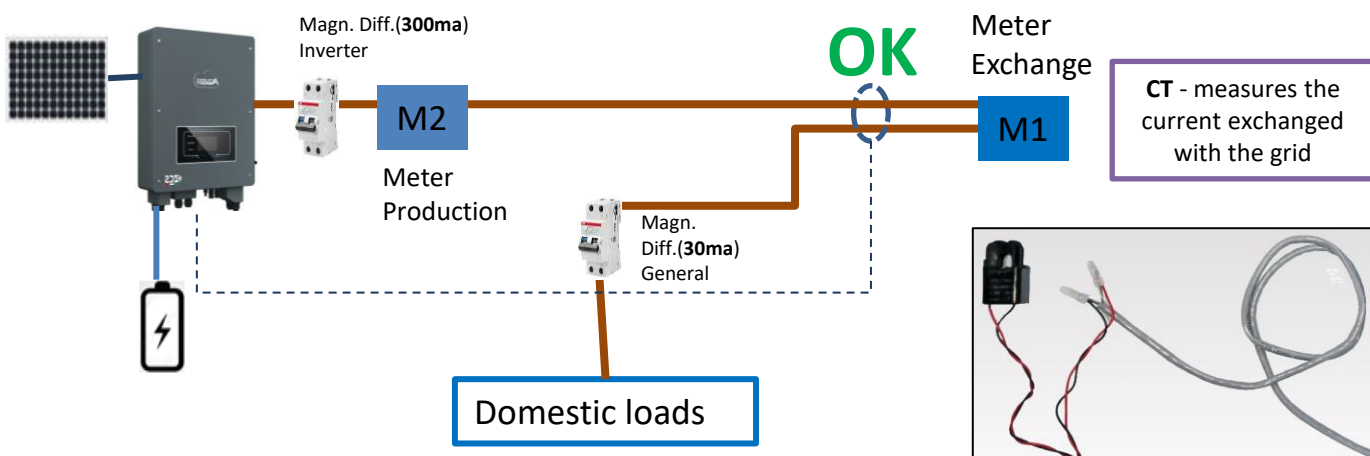 Magn. Diff.(300ma)
Inverter
OK
Meter
Exchange
CT - measures the
current exchanged
with the grid
M2
M1
Meter
Production
Magn.
Diff.(30ma)
General
Domestic loads